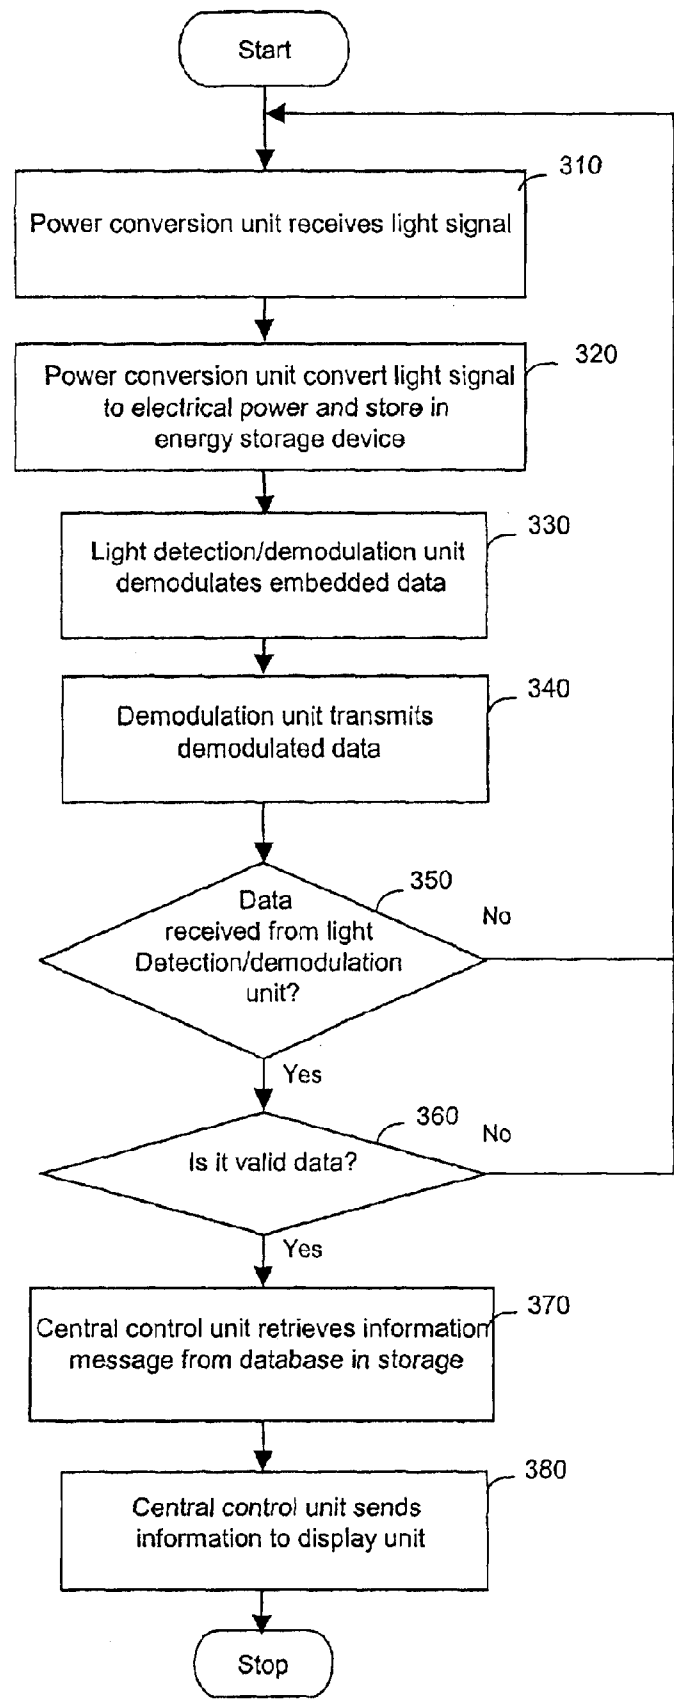 Start
310
Power conversion unit receives light signal
320
Power conversion unit convert light signal
to electrical power and store in
energy storage device
330
Light detection/demodulation unit
demodulates embedded data
340
Demodulation unit transmits
demodulated data
350
Data
received from light
Detection/demodulation
unit?
No
Yes
360
Is it valid data?
No
Yes
370
Central control unit retrieves information
message from database in storage
380
Central control unit sends
information to display unit
Stop